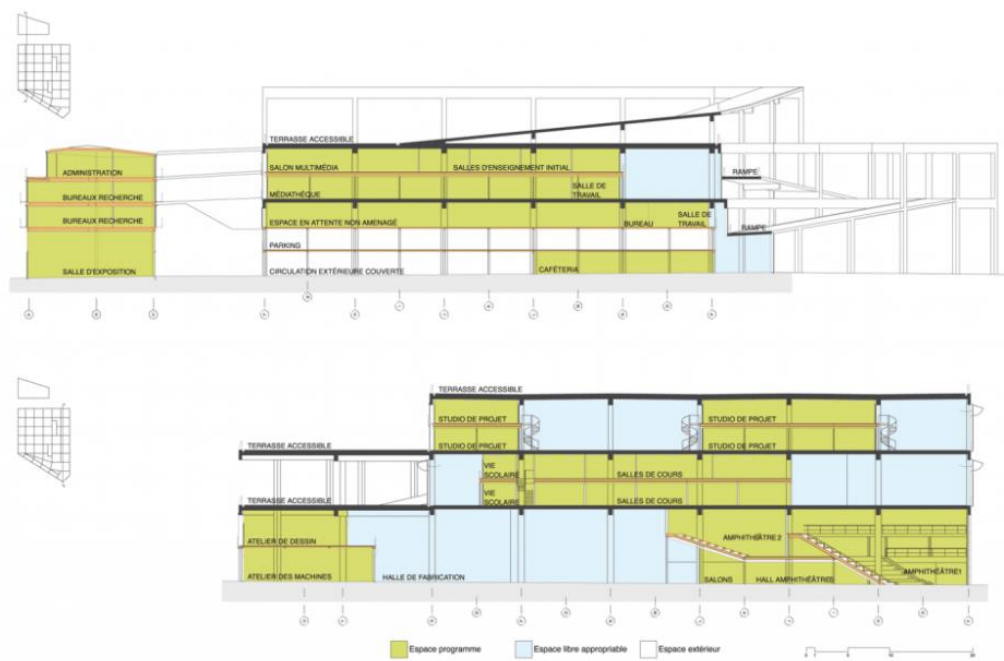 TERRASSE ACCESSIBLE
ADMINISTRATION
SALON MULTIMÉDIA
SALLES D'ENSEIGNEMENT INITIAL
RAMPE
BUREAUX RECHERCHE
MÉDIATHÈQUE
SALLE DE
TRAVAIL
BUREAUX RECHERCHE
ESPACE EN ATTENTE NON AMENAGÉ
BUREAU
SALLE DE
TRAVAIL
RAMPE
PARKING
SALLE D'EXPOSITION
CIRCULATION EXTÉRIEURE COUVERTE
CAFÉTERIA
TERRASSE ACCESSIBLE
STUDIO DE PROJET
STUDIO DE PROJET
TERRASSE ACCESSIBLE
STUDIO DE PROJET
STUDIO DE PROJET
VIE
SCOLAIRE
SALLES DE COURS
TERRASSE ACCESSIBLE
VIE
SCOLAIRE
SALLES DE COURS
ATELIER DE DESSIN
AMPHITHÉÂTRE 2
ATELIER DES MACHINES
HALLE DE FABRICATION
SALONS
HALL AMPHITHÉÂTRES
AMPHITHÉÂTRE1
Espace programme
Espace libre appropriable
Espace extérieur